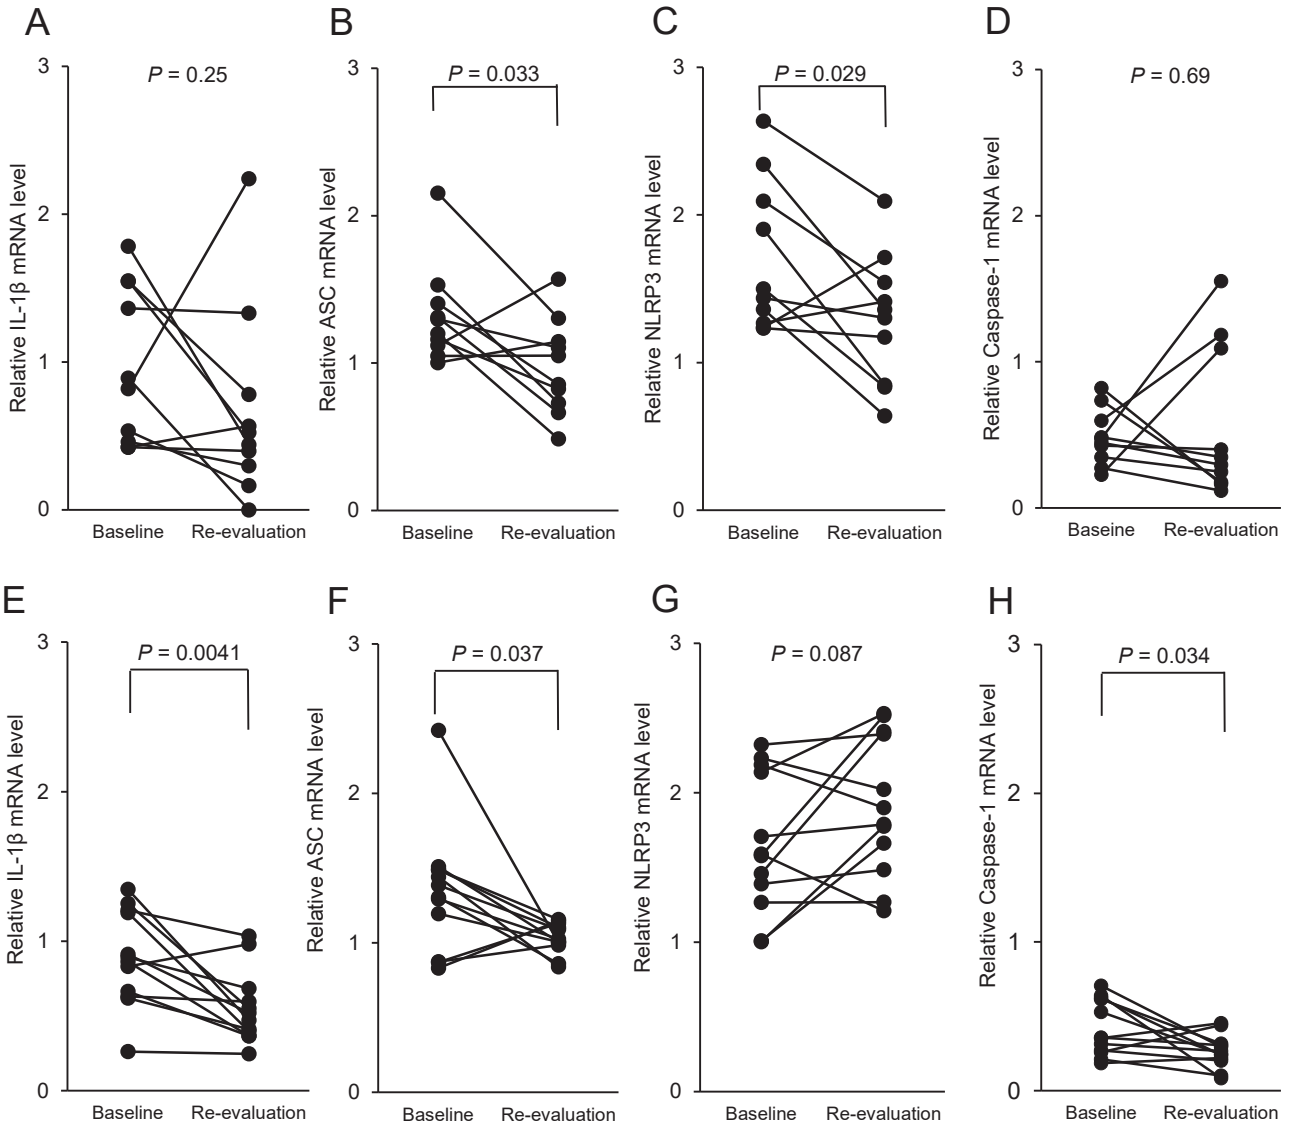 A
P = 0.25
Relative IL-1β mRNA level
3
2
1
0
Baseline Re-evaluation
B
P = 0.033
Relative ASC mRNA level
3
2
1
0
Baseline Re-evaluation
C
P = 0.029
Relative NLRP3 mRNA level
3
2
1
0
Baseline Re-evaluation
D
P = 0.69
Relative Caspase-1 mRNA level
3
2
1
0
Baseine Re-evaluation
E
P = 0.0041
Relative IL-1β mRNA level
3
2
1
0
Baseline Re-evaluation
F
P = 0.037
Relative ASC mRNA level
3
2
1
0
Baseline Re-evaluation
G
P = 0.087
Relative NLRP3 mRNA level
3
2
1
0
Baseline Re-evaluation
H
P = 0.034
Relative Caspase-1 mRNA level
3
2
1
0
Baseline Re-evaluation